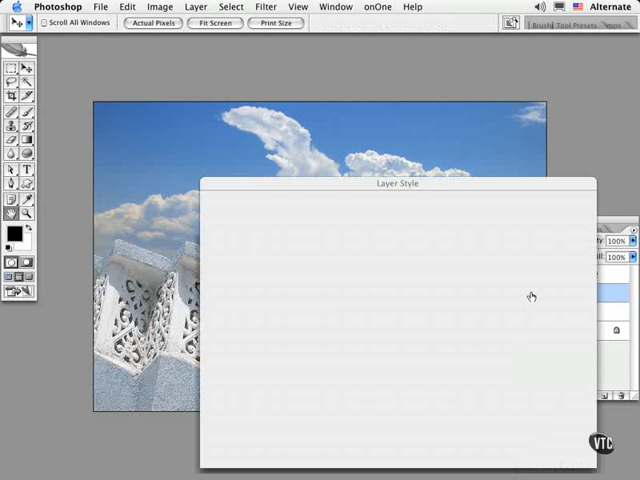 Photoshop File Edit Image Layer Select Filter View Window onOne Help Alternate
Scroll All Windows Actual Pixels Fit Screen Print Size Brush Tool Presets
Layer Style
100%
100%
VTC